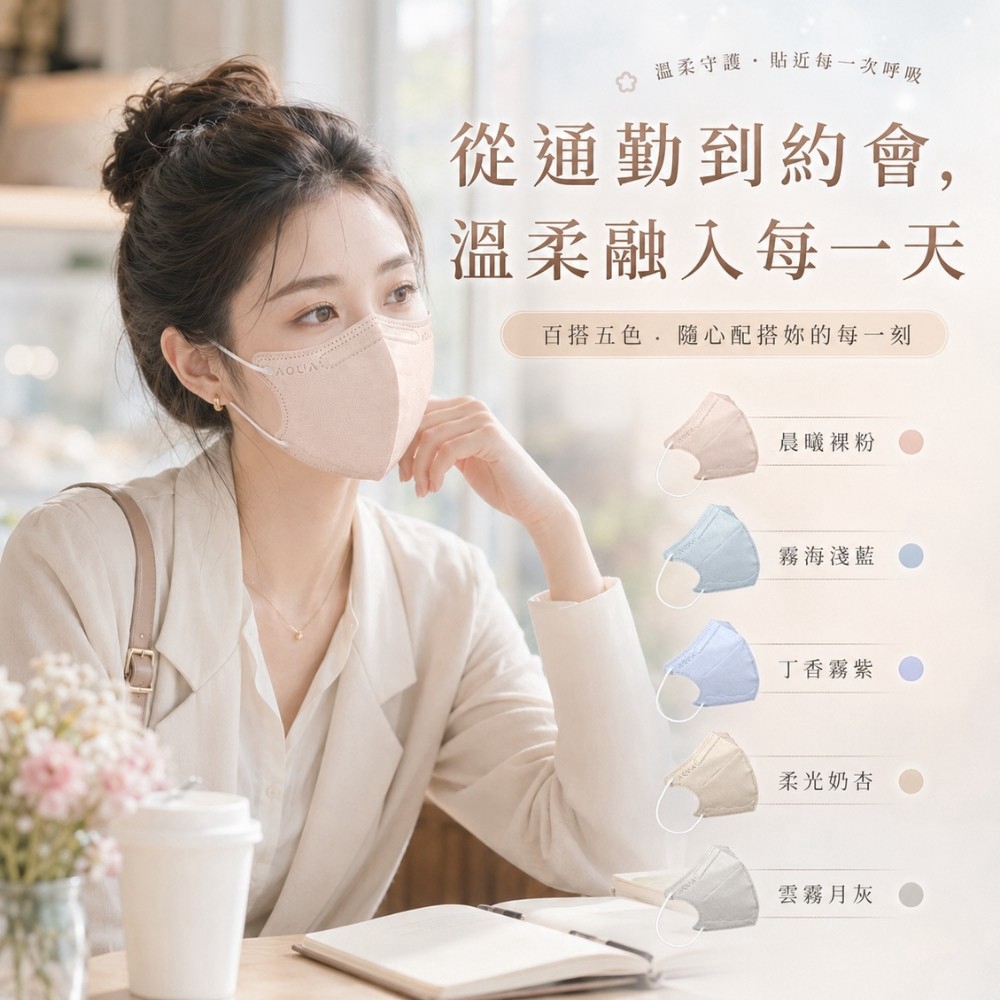 溫柔守護・貼近每一次呼吸
從通勤到約會,
溫柔融入每一天
百搭五色．隨心配搭妳的每一刻
AOUA
晨曦裸粉
霧海淺藍
丁香霧紫
柔光奶杏
雲霧月灰